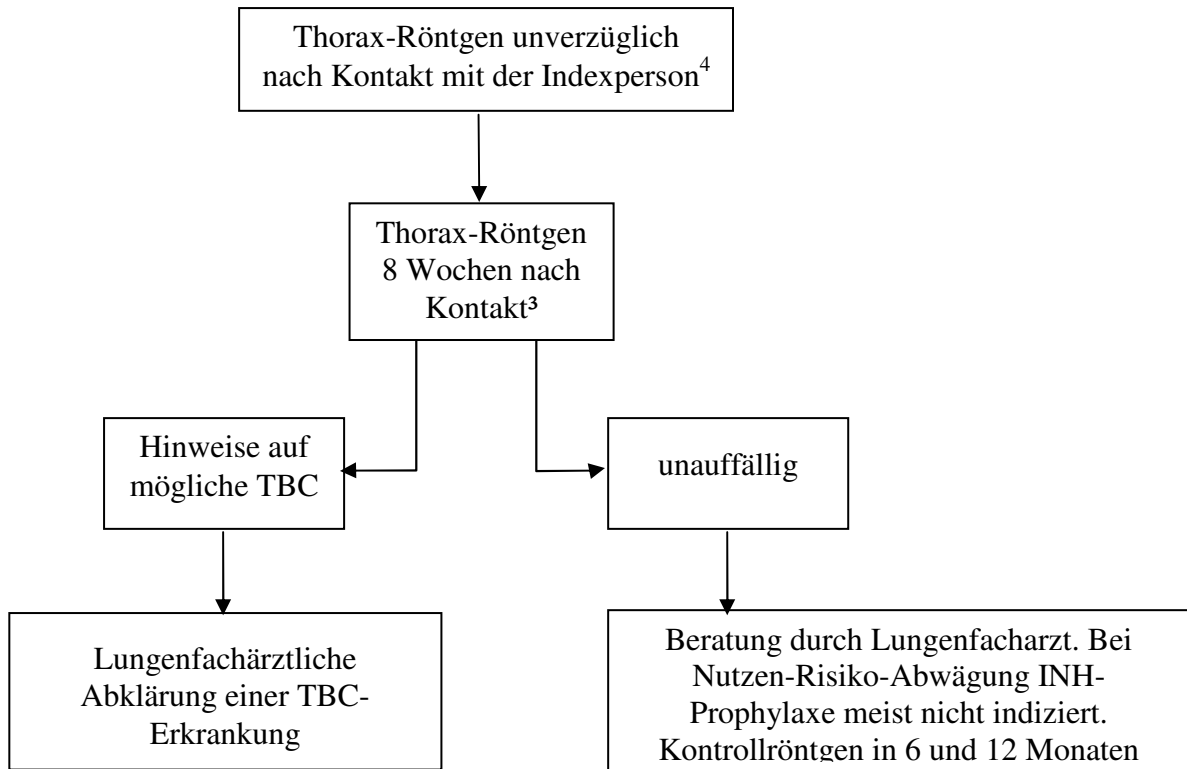 Thorax-Röntgen unverzüglich
nach Kontakt mit der Indexperson⁴
Thorax-Röntgen
8 Wochen nach
Kontakt³
Hinweise auf
mögliche TBC
unauffällig
Lungenfachärztliche
Abklärung einer TBC-
Erkrankung
Beratung durch Lungenfacharzt. Bei
Nutzen-Risiko-Abwägung INH-
Prophylaxe meist nicht indiziert.
Kontrollröntgen in 6 und 12 Monaten